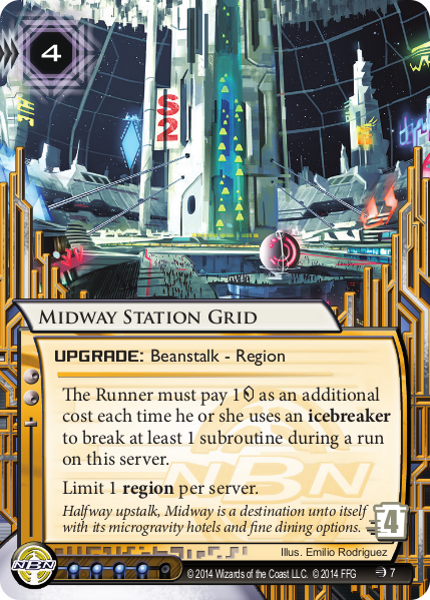 4
S2
MIDWAY STATION GRID
UPGRADE: Beanstalk - Region
The Runner must pay 1 as an additional
cost each time he or she uses an icebreaker
to break at least 1 subroutine during a run
on this server.
Limit 1 region per server.
Halfway upstalk, Midway is a destination unto itself
with its microgravity hotels and fine dining options.
4
Illus. Emilio Rodriguez
NBN
NBN
© 2014 Wizards of the Coast LLC. © 2014 FFG
7